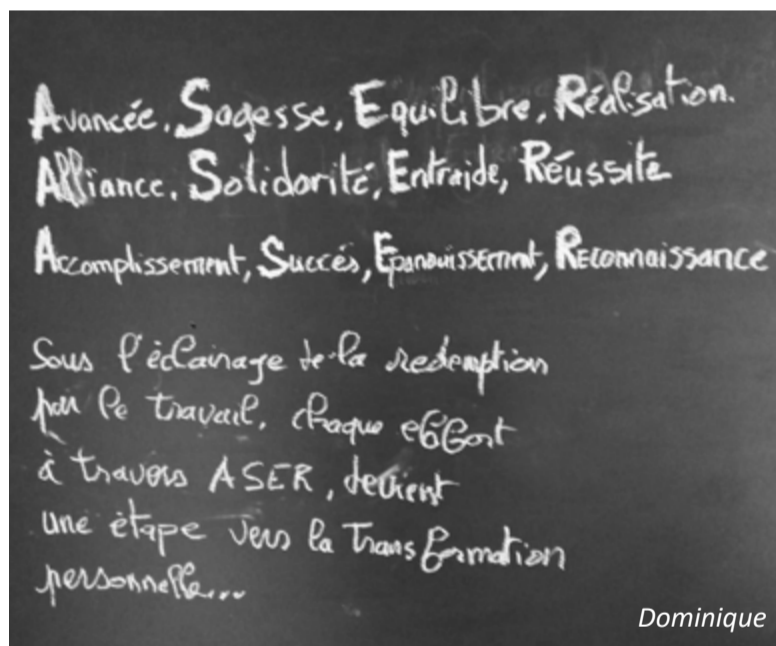 Avancée, Sagesse, Equilibre, Réalisation.
Alliance, Solidarité, Entraide, Réussite
Accomplissement, Succés, Epanouissement, Reconnaissance
Sous l'éclairage de la redemption
par le travail, chaque effort
à travers ASER, devient
une étape vers la Transformation
personnelle...
Dominique